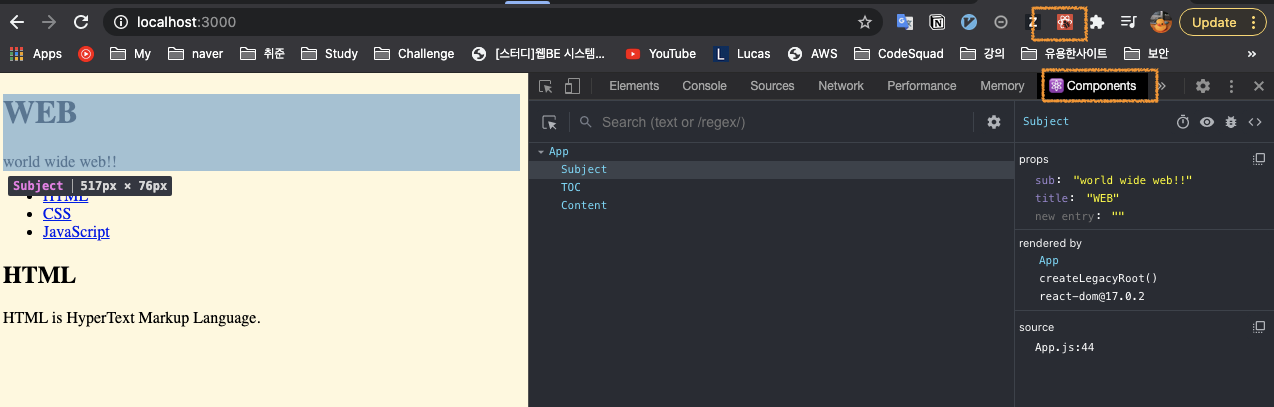 localhost:3000
Update
Apps
My
naver
취준
Study
Challenge
[스터디]웹BE 시스템...
YouTube
L Lucas
AWS
CodeSquad
강의
유용한사이트
보안
»
WEB
world wide web!!
Subject | 517px × 76px
HTML
CSS
JavaScript
HTML
HTML is HyperText Markup Language.
Elements Console Sources Network Performance Memory Components »
Search (text or /regex/)
App
Subject
TOC
Content
Subject
props
sub: "world wide web!!"
title: "WEB"
new entry: ""
rendered by
App
createLegacyRoot()
react-dom@17.0.2
source
App.js:44